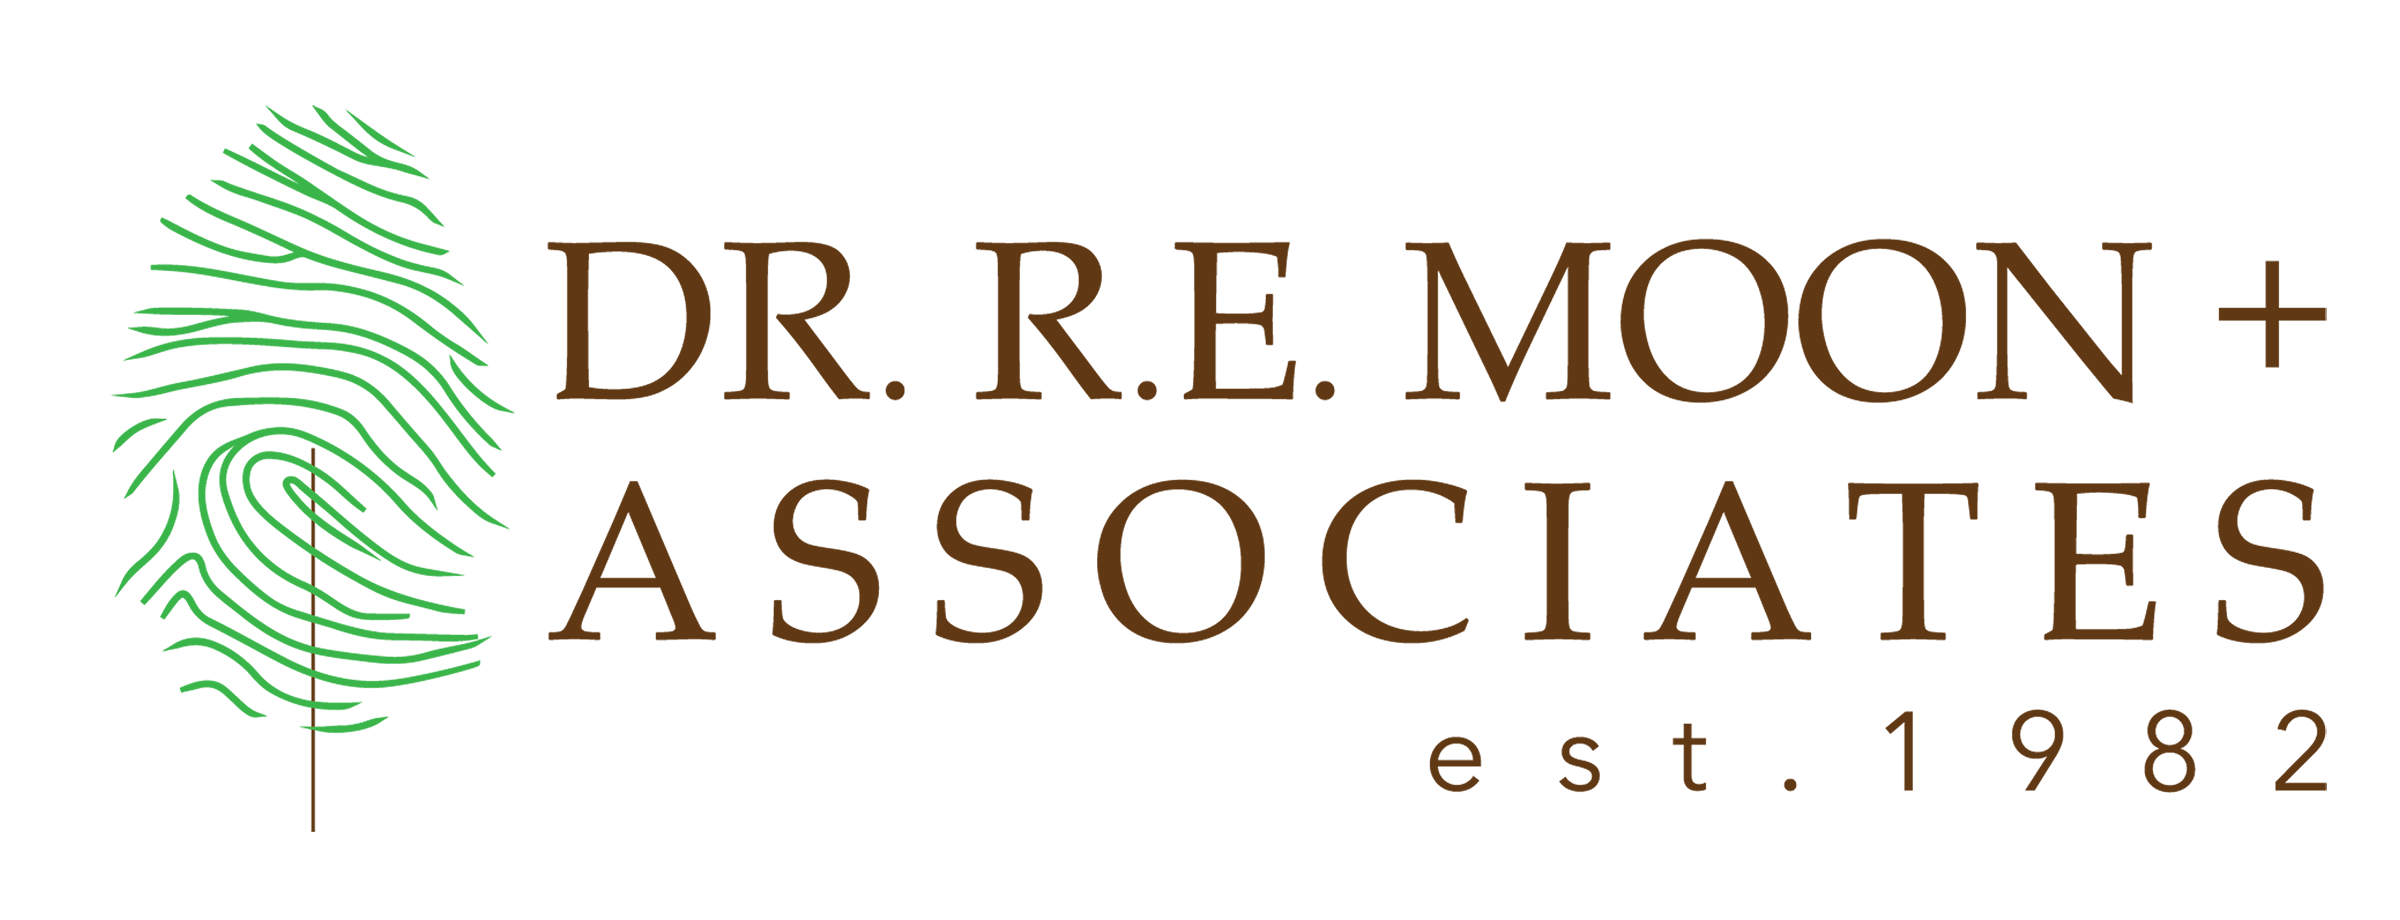 DR. R.E. MOON +
ASSOCIATES
est.1982